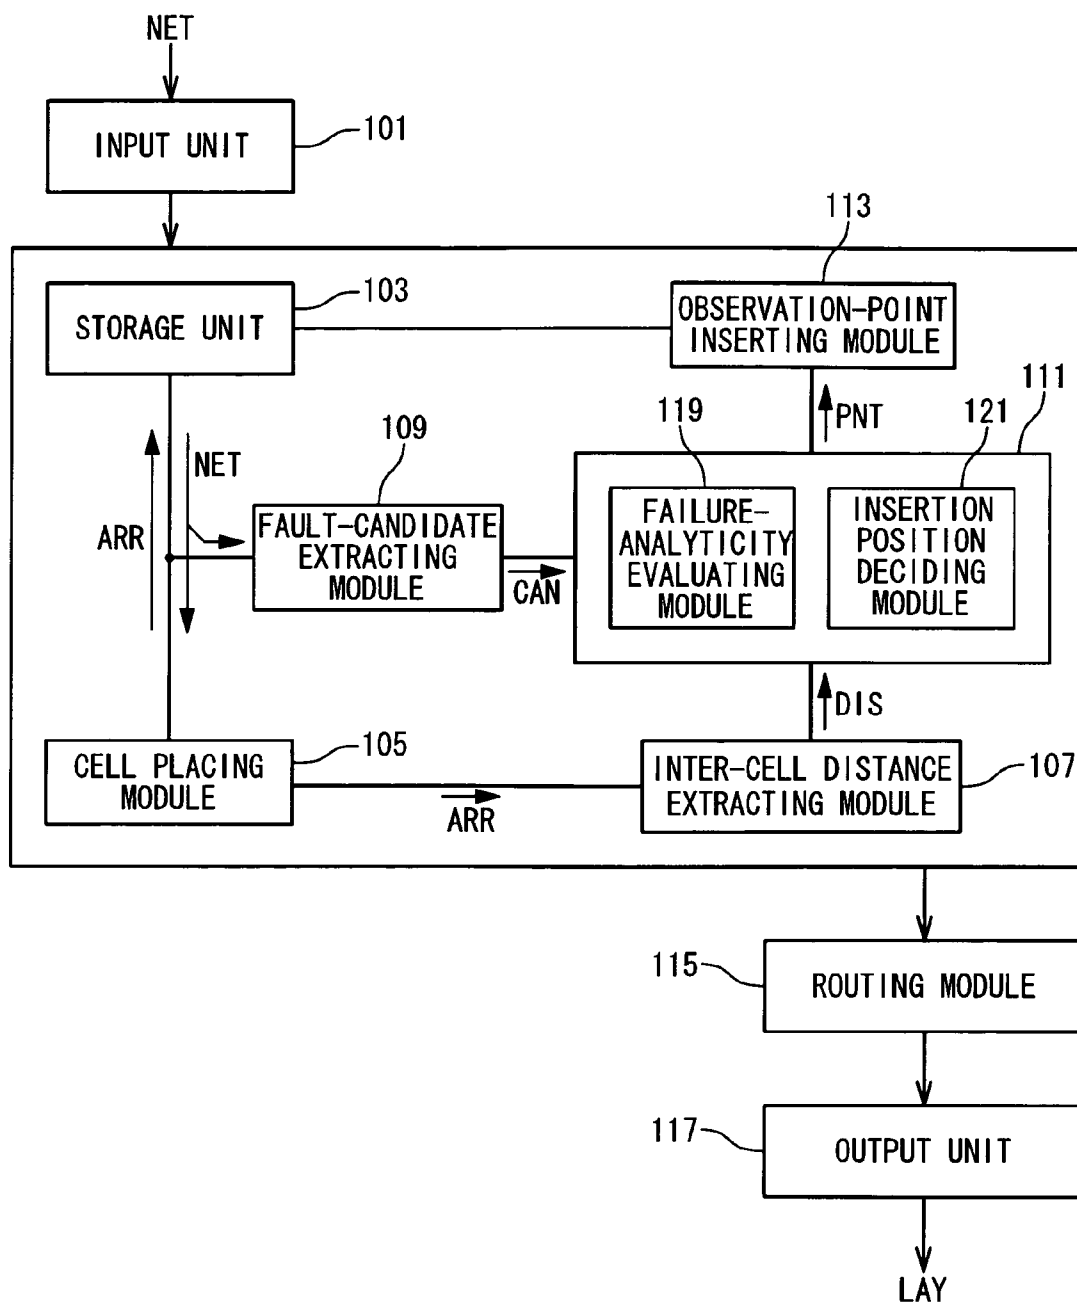 NET
INPUT UNIT
101
113
STORAGE UNIT
103
OBSERVATION-POINT
INSERTING MODULE
111
PNT
119
121
109
NET
ARR
FAULT-CANDIDATE
EXTRACTING
MODULE
CAN
FAILURE-
ANALYTICITY
EVALUATING
MODULE
INSERTION
POSITION
DECIDING
MODULE
DIS
CELL PLACING
MODULE
105
ARR
INTER-CELL DISTANCE
EXTRACTING MODULE
107
115
ROUTING MODULE
117
OUTPUT UNIT
LAY